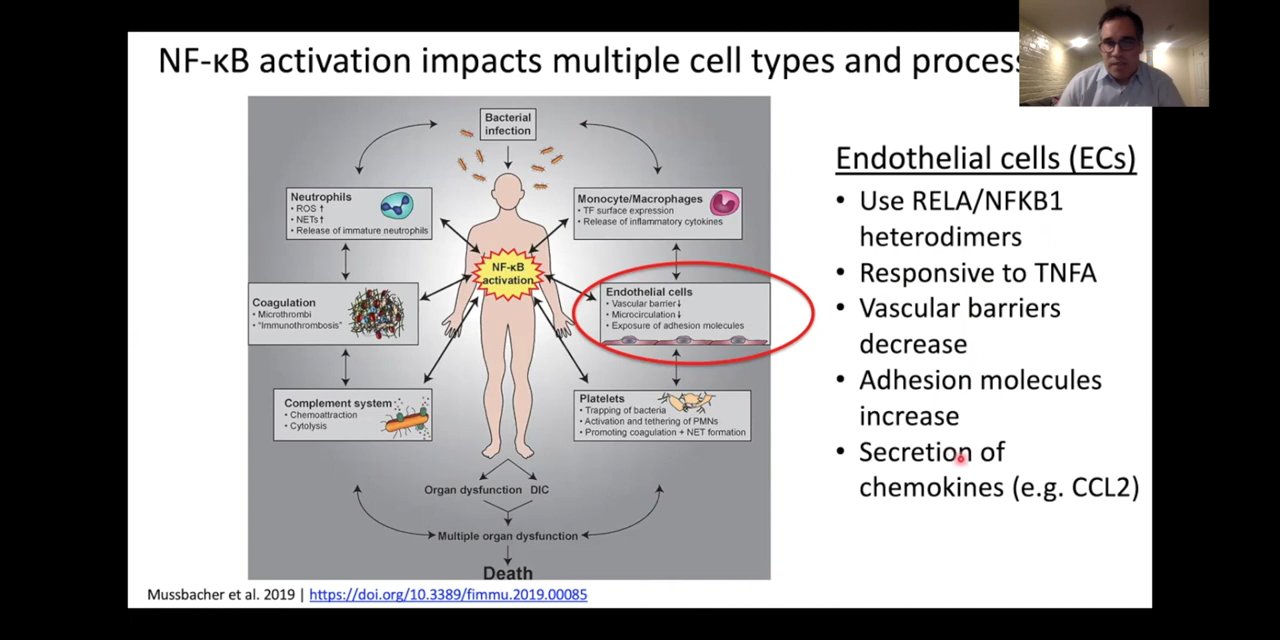 NF-κB activation impacts multiple cell types and process
Bacterial
infection
Neutrophils
• ROS ↑
• NETs↑
• Release of immature neutrophils
Monocyte/Macrophages
• TF surface expression
• Release of inflammatory cytokines
NF-κB
activation
Coagulation
• Microthrombi
• "Immunothrombosis"
Endothelial cells
• Vascular barrier↓
• Microcirculation↓
• Exposure of adhesion molecules
Complement system
• Chemoattraction
• Cytolysis
Platelets
• Trapping of bacteria
• Activation and tethering of PMNs
• Promoting coagulation + NET formation
Organ dysfunction DIC
Multiple organ dysfunction
Death
Endothelial cells (ECs)
• Use RELA/NFKB1
heterodimers
• Responsive to TNFA
• Vascular barriers
decrease
• Adhesion molecules
increase
• Secretion of
chemokines (e.g. CCL2)
Mussbacher et al. 2019 | https://doi.org/10.3389/fimmu.2019.00085